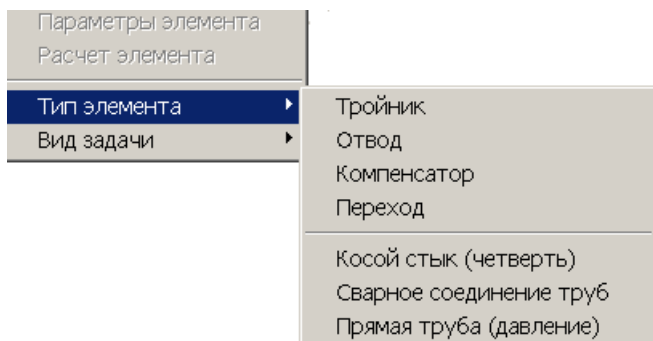 Параметры элемента
Расчет элемента
Тип элемента
Вид задачи
Тройник
Отвод
Компенсатор
Переход
Косой стык (четверть)
Сварное соединение труб
Прямая труба (давление)